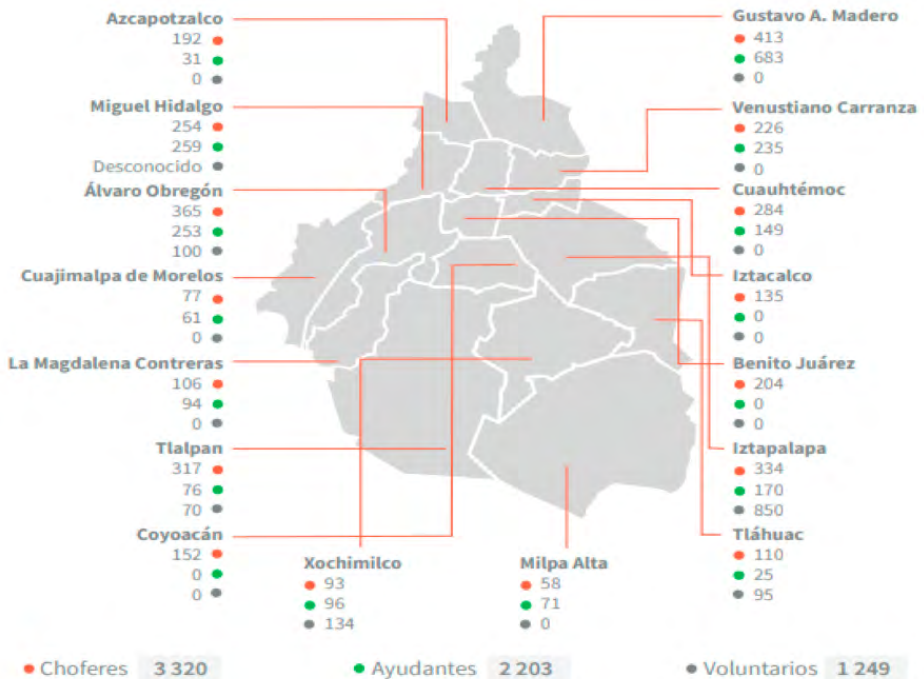 Azcapotzalco
192
31
0
Miguel Hidalgo
254
259
Desconocido
Álvaro Obregón
365
253
100
Cuajimalpa de Morelos
77
61
0
La Magdalena Contreras
106
94
0
Tlalpan
317
76
70
Coyoacán
152
0
0
Xochimilco
93
96
134
Milpa Alta
58
71
0
Gustavo A. Madero
413
683
0
Venustiano Carranza
226
235
0
Cuauhtémoc
284
149
0
Iztacalco
135
0
0
Benito Juárez
204
0
0
Iztapalapa
334
170
850
Tláhuac
110
25
95
Choferes 3 320
Ayudantes 2 203
Voluntarios 1 249